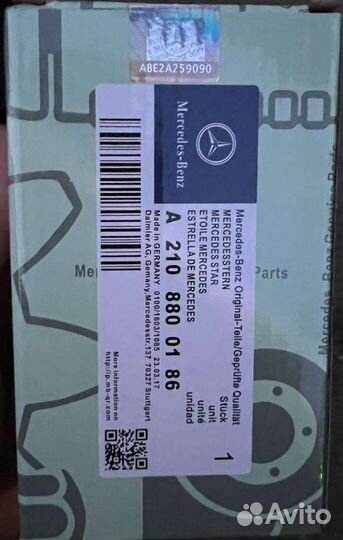 ABE2A259090
Mercedes-Benz
Mercedes-Benz Original-Teile/Geprüfte Qualität
MERCEDESSTERN Stück
MERCEDES STAR unit
ETOILE MERCEDES unité
ESTRELLA DE MERCEDES unidad
1
A 210 880 01 86
Made in GERMANY 0100/1603/1085 23.03.17
Daimler AG, Gemany,Mercedesstr.137 70327 Stuttgart
More information on
http://p.mb-qr.com
Parts
Avito